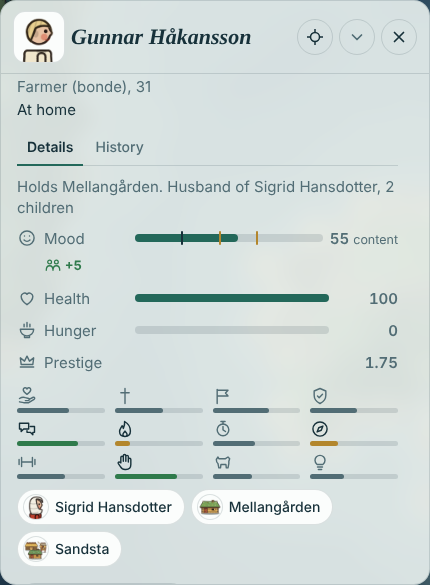 Gunnar Håkansson
Farmer (bonde), 31
At home
Details History
Holds Mellangården. Husband of Sigrid Hansdotter, 2
children
Mood 55 content
+5
Health 100
Hunger 0
Prestige 1.75
Sigrid Hansdotter Mellangården
Sandsta